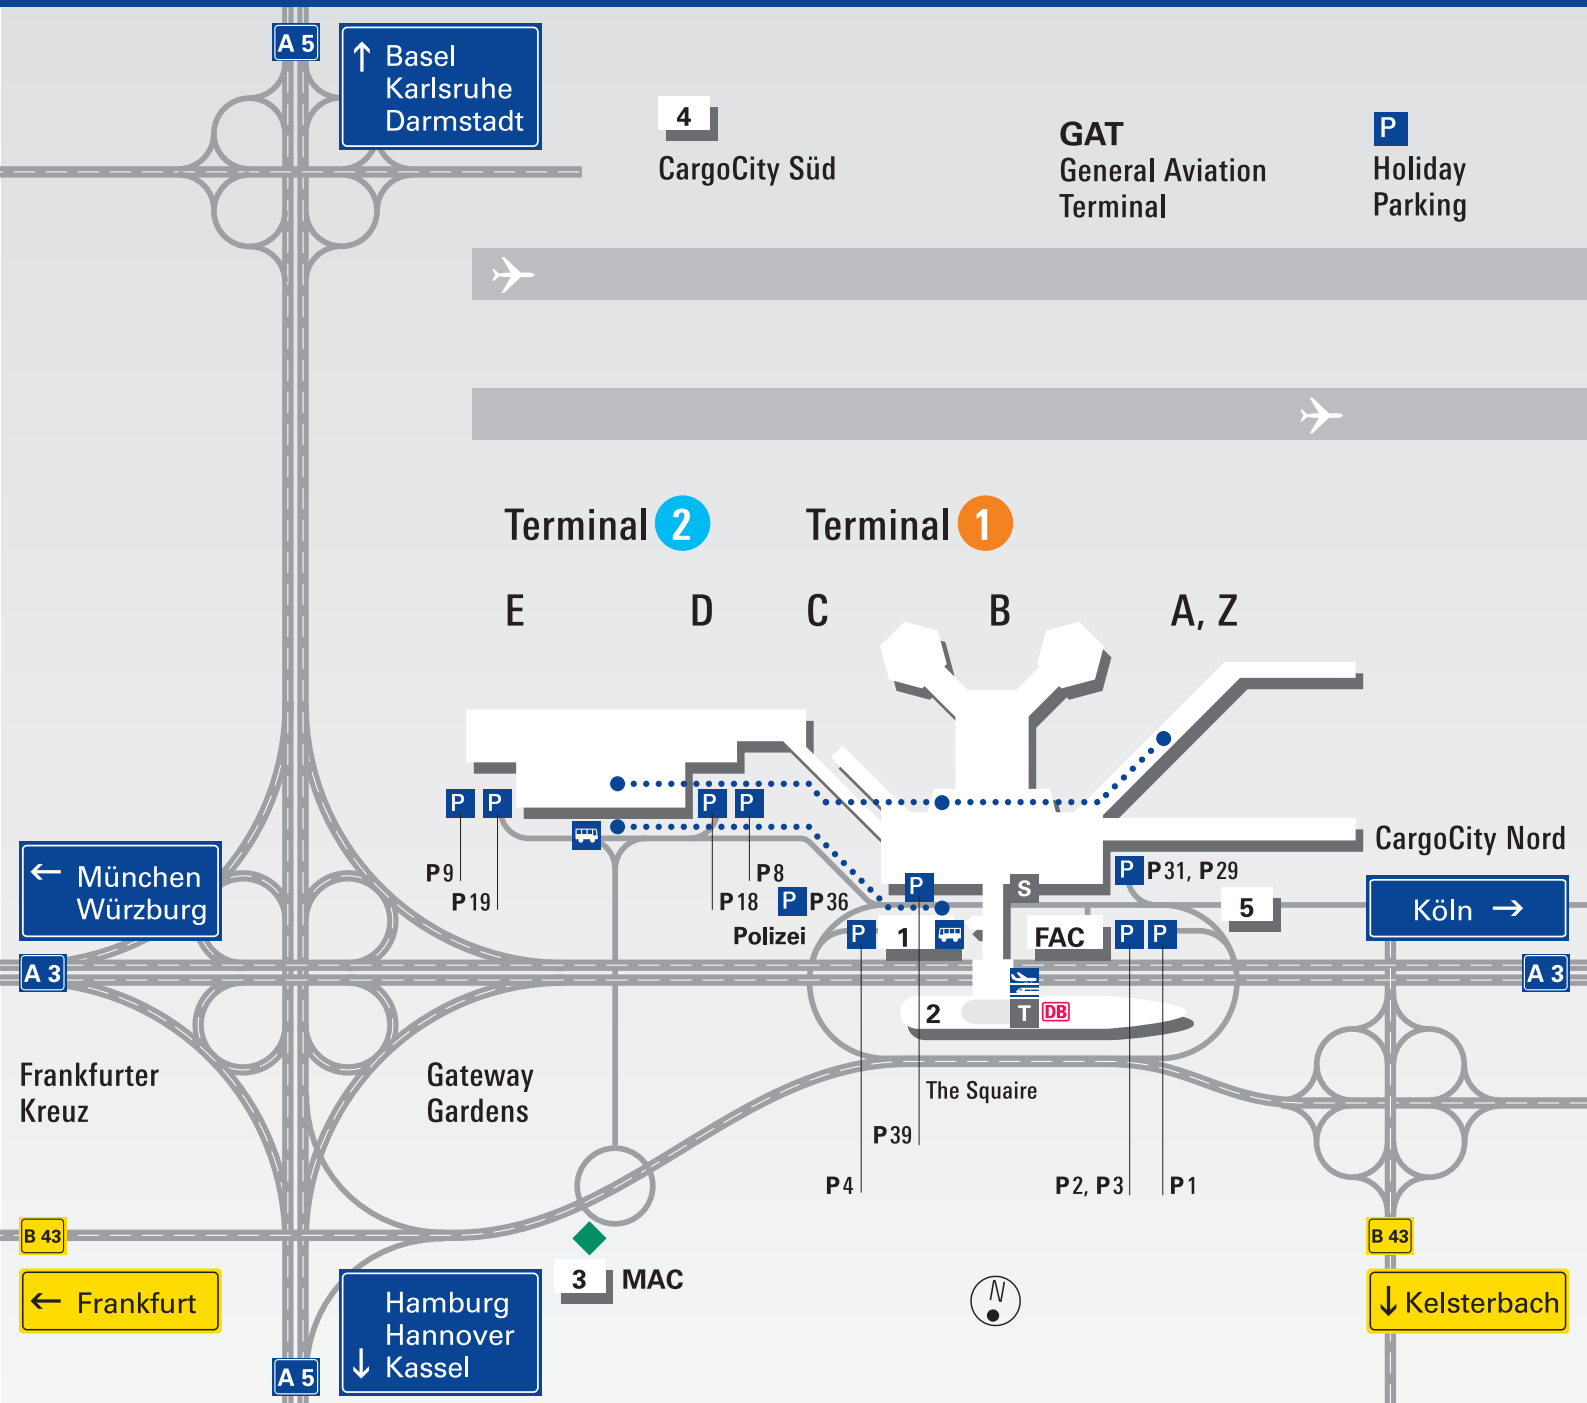 A 5
↑ Basel
Karlsruhe
Darmstadt
4
CargoCity Süd
GAT
General Aviation
Terminal
P
Holiday
Parking
Terminal 2
Terminal 1
E
D
C
B
A, Z
P
P
P
P
P9
P19
P18
P8
P P36
Polizei
P
P
1
S
FAC
P P31, P29
P
P
5
CargoCity Nord
← München
Würzburg
Köln →
A 3
A 3
2
T
DB
Frankfurter
Kreuz
Gateway
Gardens
The Squaire
P39
P4
P2, P3
P1
B 43
← Frankfurt
3
MAC
N
B 43
↓ Kelsterbach
Hamburg
Hannover
↓ Kassel
A 5